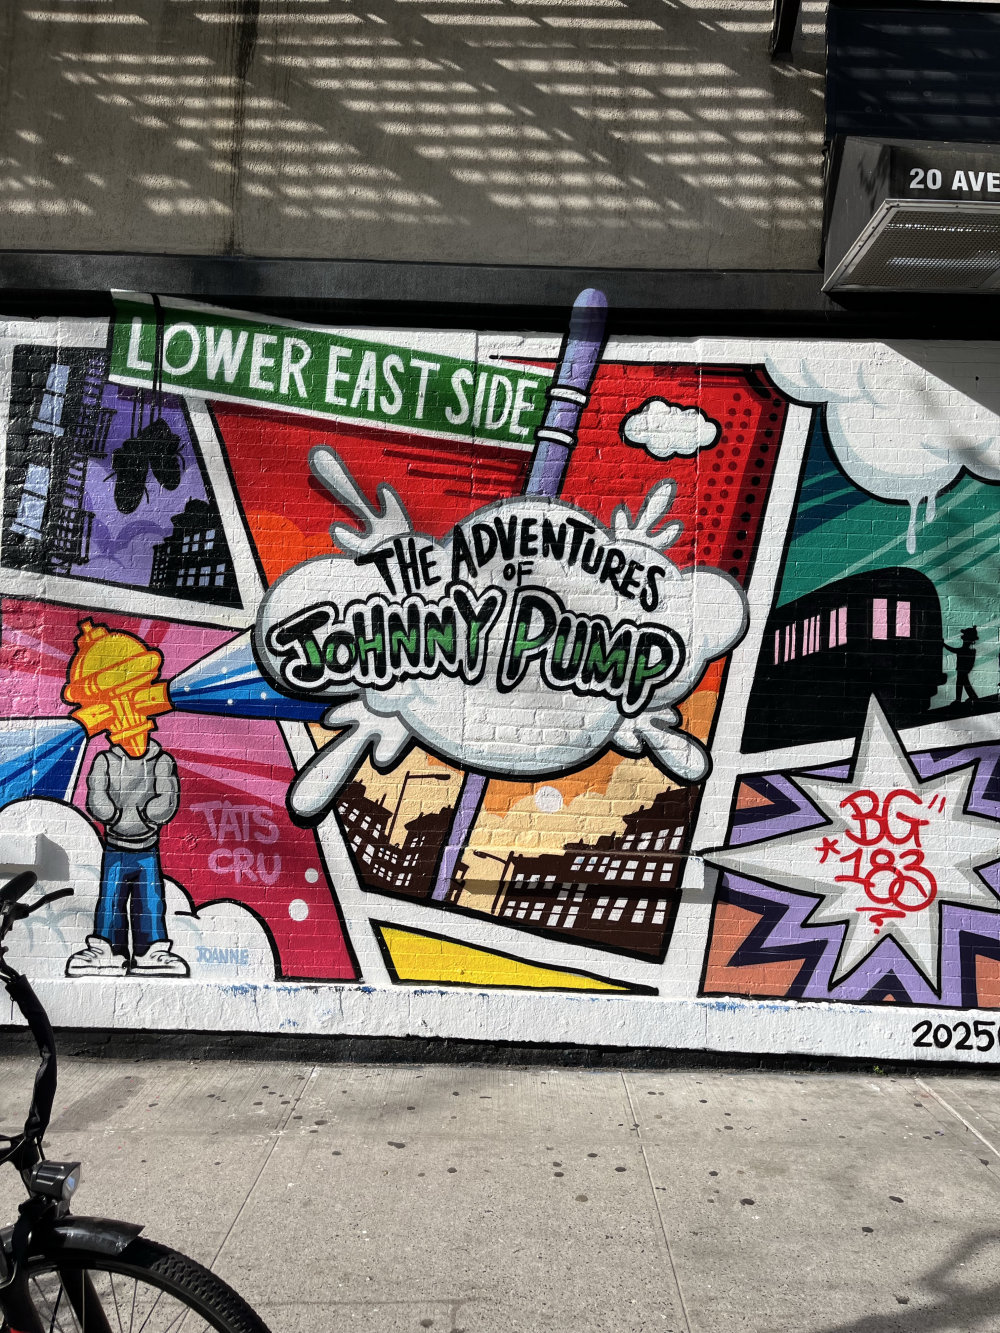 20 AVE
LOWER EAST SIDE
THE ADVENTURES
OF
JOHNNY PUMP
TATS
CRU
JOANNE
BG"
*183
2025